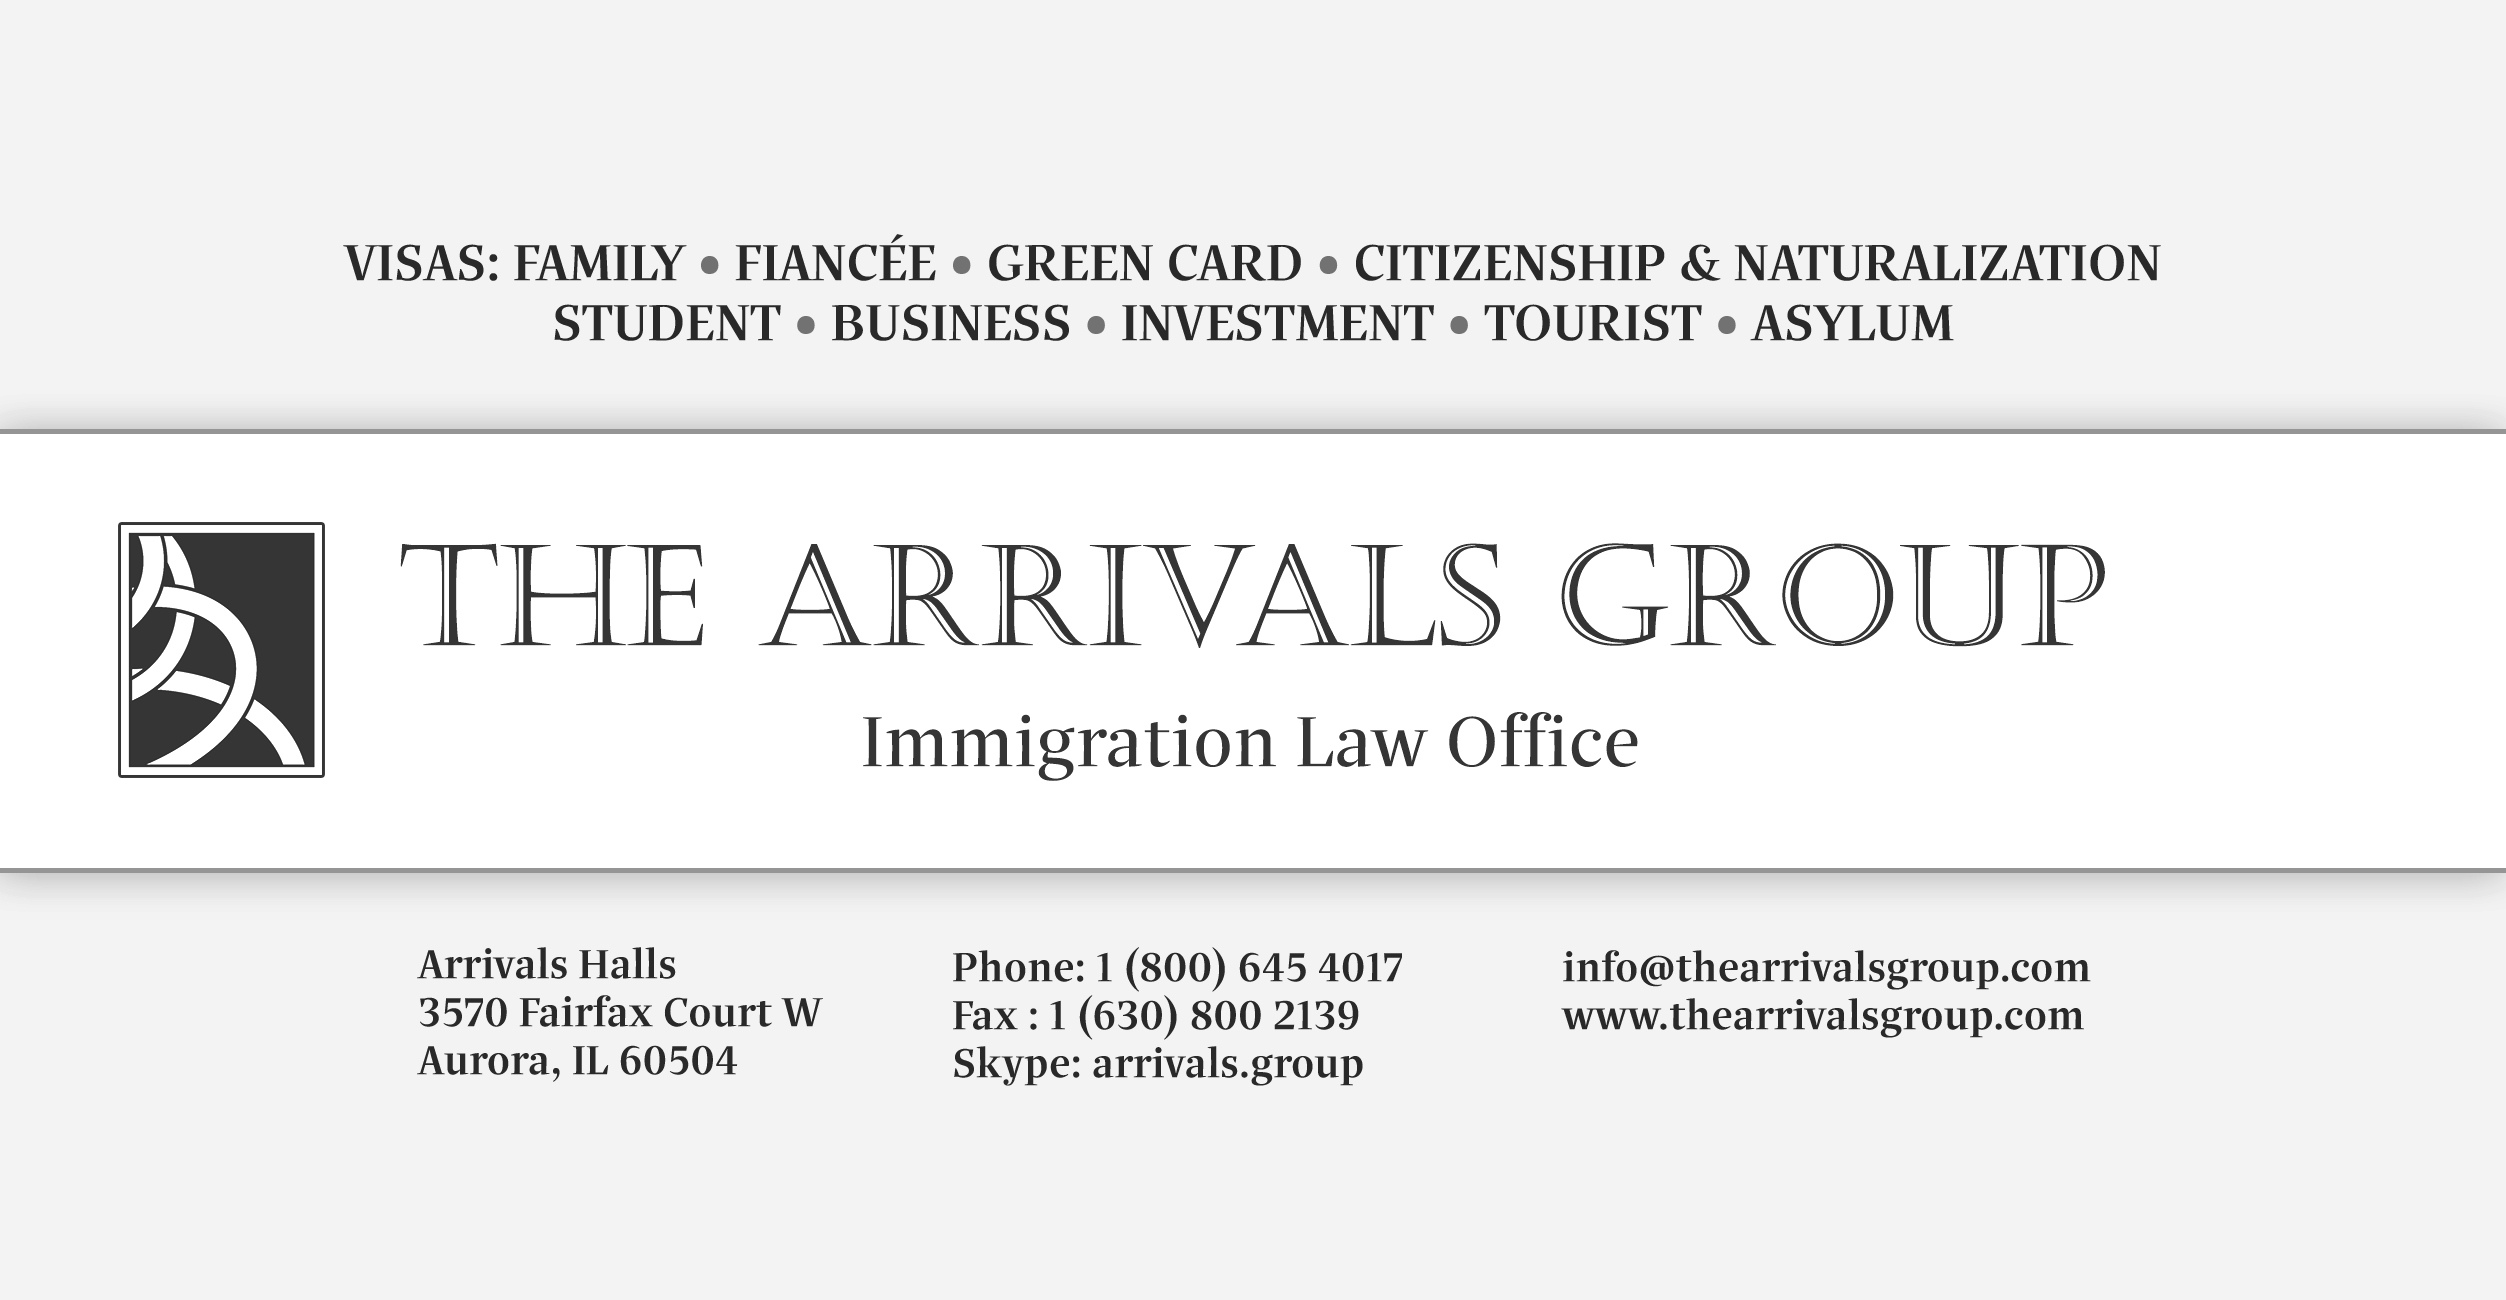 VISAS: FAMILY • FIANCÉE • GREEN CARD • CITIZENSHIP & NATURALIZATION
STUDENT • BUSINESS • INVESTMENT • TOURIST • ASYLUM
THE ARRIVALS GROUP
Immigration Law Office
Arrivals Halls
3570 Fairfax Court W
Aurora, IL 60504
Phone: 1 (800) 645 4017
Fax : 1 (630) 800 2139
Skype: arrivals.group
info@thearrivalsgroup.com
www.thearrivalsgroup.com